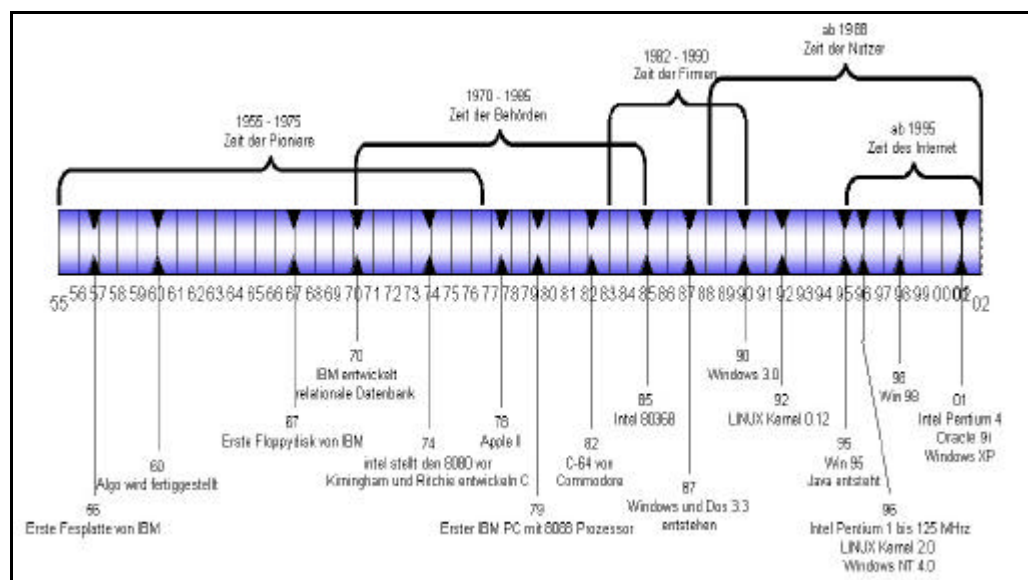 ab 1988
Zeit der Nutzer
1982 - 1990
Zeit der Firmen
1970 - 1985
Zeit der Behörden
1955 - 1975
Zeit der Pioniere
ab 1995
Zeit des Internet
55 56 57 58 59 60 61 62 63 64 65 66 67 68 69 70 71 72 73 74 75 76 77 78 79 80 81 82 83 84 85 86 87 88 89 90 91 92 93 94 95 96 97 98 99 00 02
70
IBM entwickelt
relationale Datenbank
90
Windows 3.0
98
Win 98
85
Intel 80368
92
LINUX Kernel 0.12
01
Intel Pentium 4
Oracle 9i
Windows XP
67
Erste Floppydisk von IBM
74
intel stellt den 8080 vor
Kirningham und Ritchie entwickeln C
78
Apple II
82
C-64 von
Commodore
95
Win 95
Java entsteht
60
Algo wird fertiggestellt
87
Windows und Dos 3.3
entstehen
Erste Fesplatte von IBM
79
Erster IBM PC mit 8088 Prozessor
96
Intel Pentium 1 bis 125 MHrz
LINUX Kernel 2.0
Windows NT 4.0